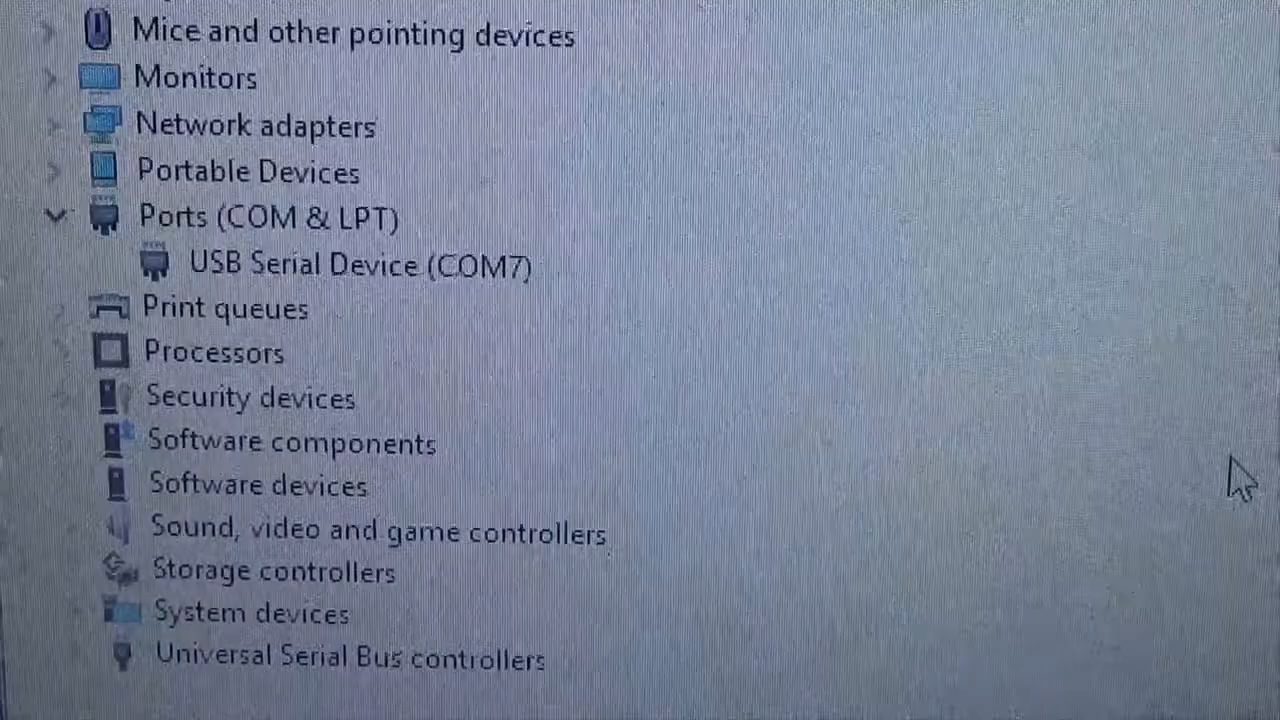 Mice and other pointing devices
Monitors
Network adapters
Portable Devices
Ports (COM & LPT)
USB Serial Device (COM7)
Print queues
Processors
Security devices
Software components
Software devices
Sound, video and game controllers
Storage controllers
System devices
Universal Serial Bus controllers